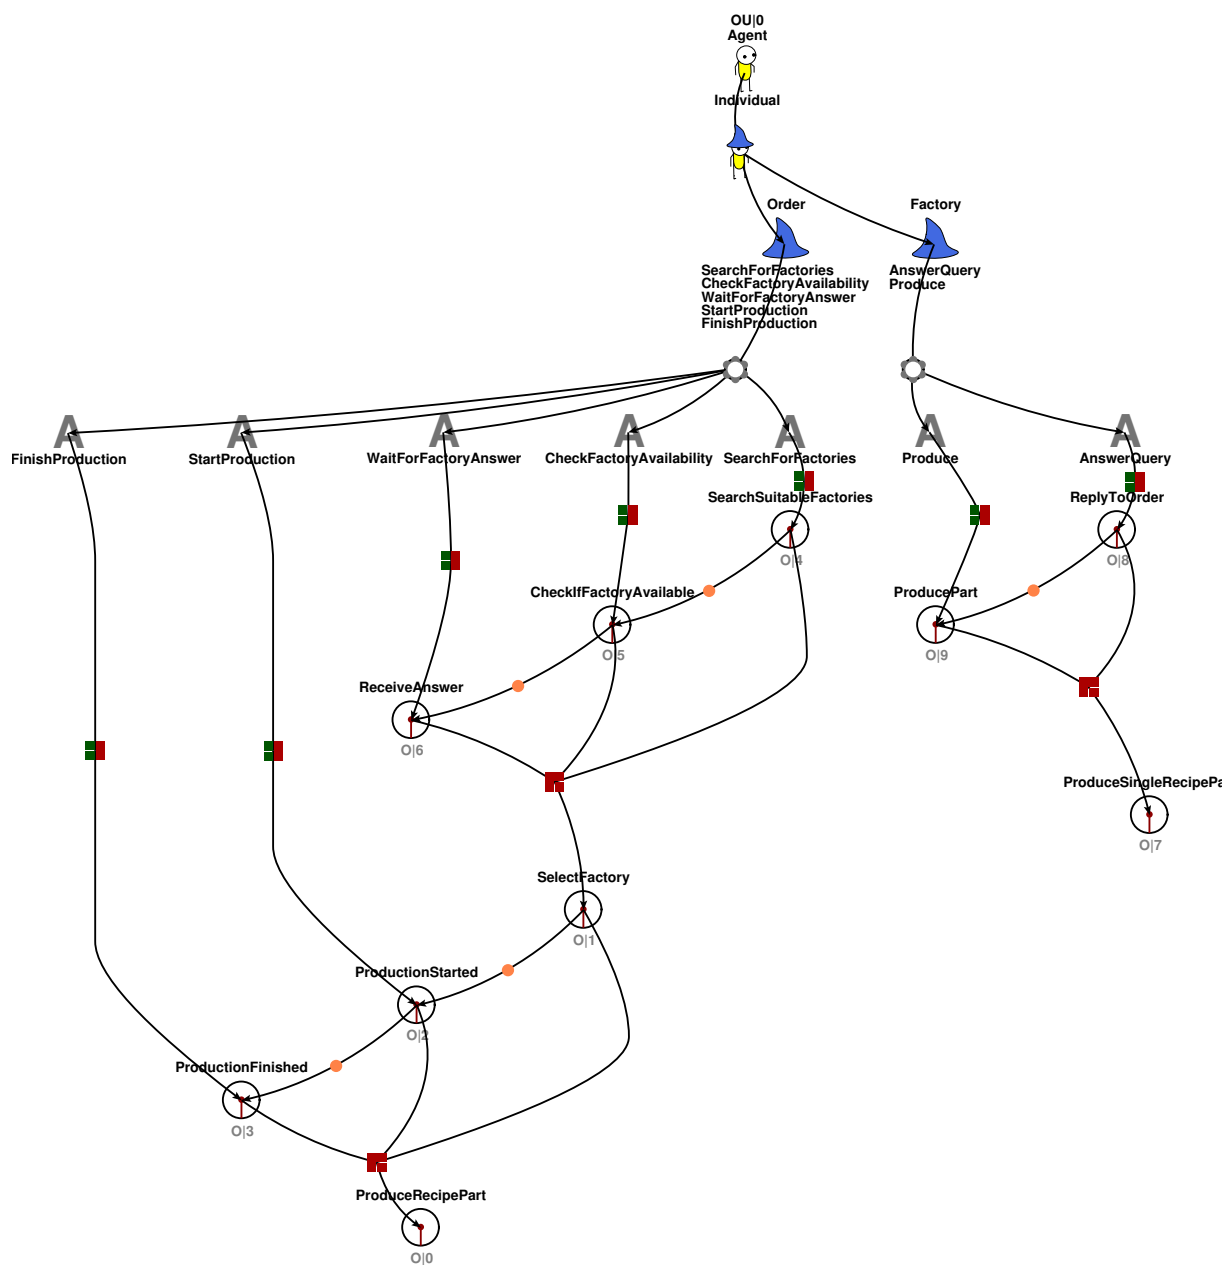 OU|0
Agent
Individual
Order
Factory
SearchForFactories
CheckFactoryAvailability
WaitForFactoryAnswer
StartProduction
FinishProduction
AnswerQuery
Produce
A
A
A
A
A
A
A
FinishProduction
StartProduction
WaitForFactoryAnswer
CheckFactoryAvailability
SearchForFactories
Produce
AnswerQuery
SearchSuitableFactories
ReplyToOrder
O|4
O|8
CheckIfFactoryAvailable
ProducePart
O|5
O|9
ReceiveAnswer
O|6
ProduceSingleRecipePa
O|7
SelectFactory
O|1
ProductionStarted
O|2
ProductionFinished
O|3
ProduceRecipePart
O|0